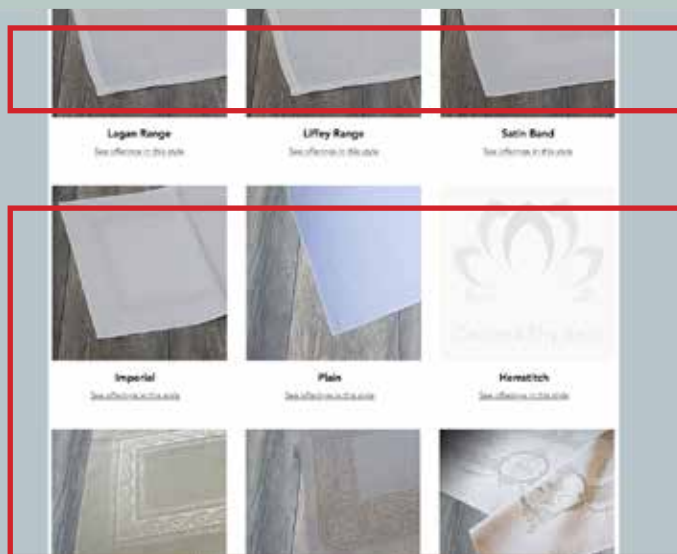 Lagan Range
Liffey Range
Satin Band
See offerings in this style
See offerings in this style
See offerings in this style
Imperial
Plain
Hemstitch
See offerings in this style
See offerings in this style
See offerings in this style